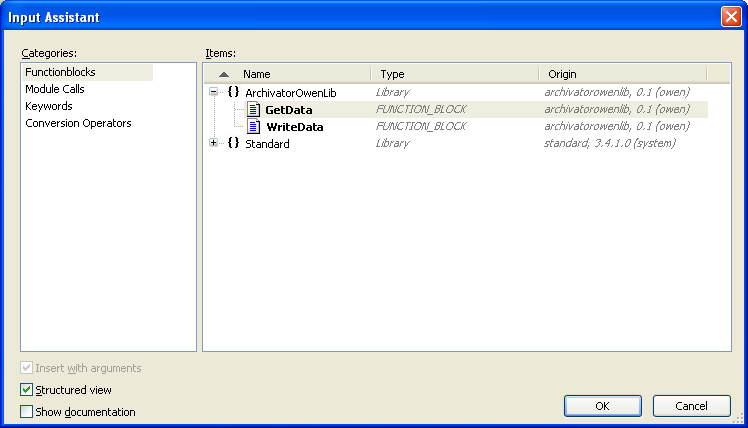 Input Assistant
Categories:
Items:
Functionblocks
Module Calls
Keywords
Conversion Operators
Name Type Origin
{} ArchivatorOwenLib Library archivatorowenlib, 0.1 (owen)
GetData FUNCTION_BLOCK archivatorowenlib, 0.1 (owen)
WriteData FUNCTION_BLOCK archivatorowenlib, 0.1 (owen)
{} Standard Library standard, 3.4.1.0 (system)
Insert with arguments
Structured view
Show documentation
OK
Cancel